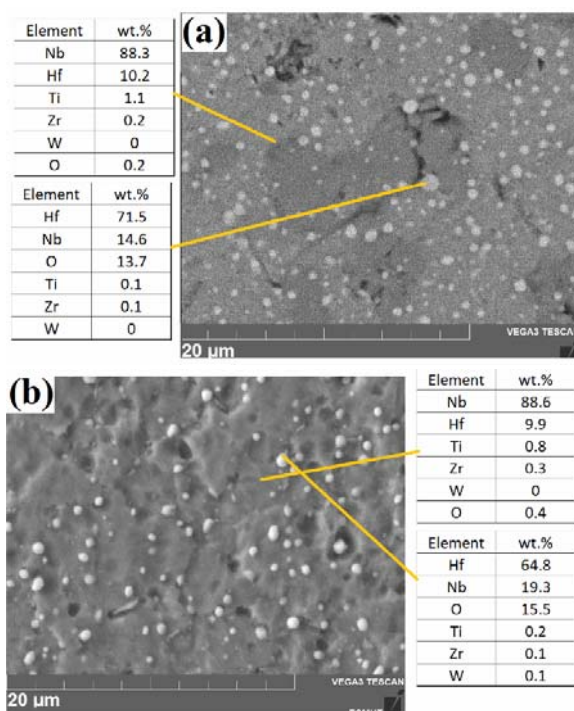 (a)
Element wt.%
Nb 88.3
Hf 10.2
Ti 1.1
Zr 0.2
W 0
O 0.2
Element wt.%
Hf 71.5
Nb 14.6
O 13.7
Ti 0.1
Zr 0.1
W 0
VEGA3 TESCAN
20 µm
(b)
Element wt.%
Nb 88.6
Hf 9.9
Ti 0.8
Zr 0.3
W 0
O 0.4
Element wt.%
Hf 64.8
Nb 19.3
O 15.5
Ti 0.2
Zr 0.1
W 0.1
VEGA3 TESCAN
20 µm